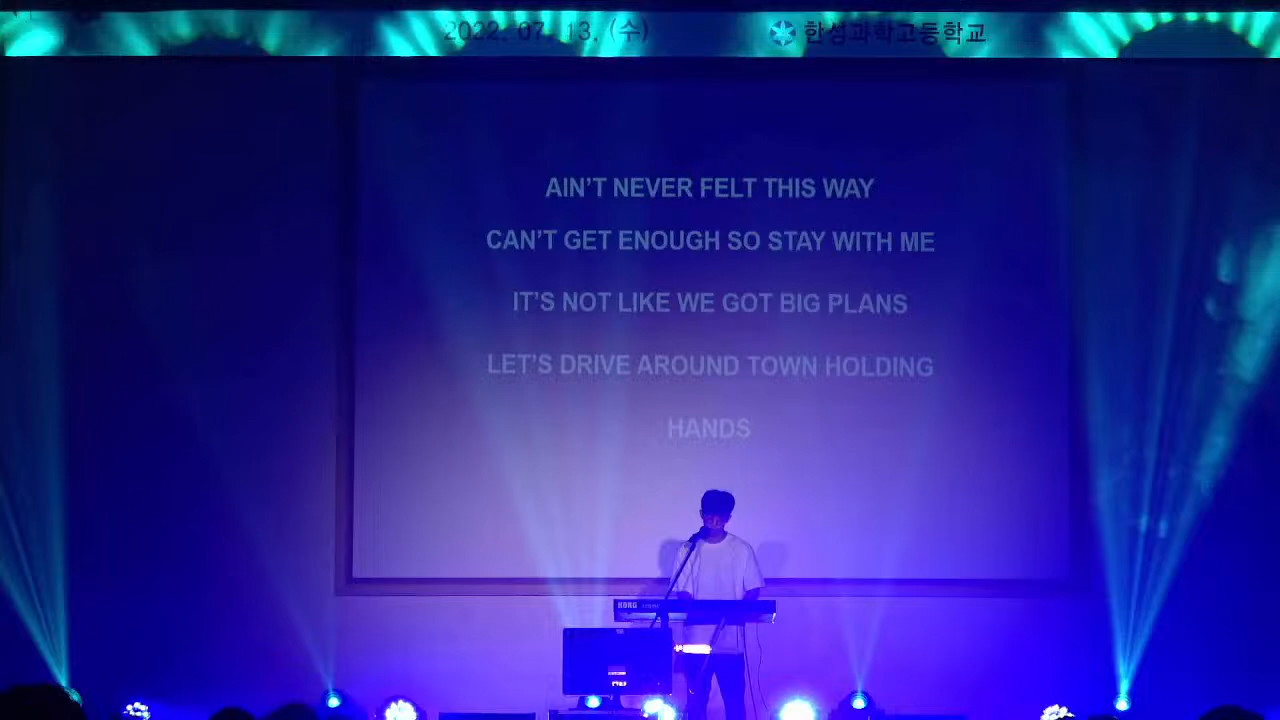 2022. 07. 13. (수) 한성과학고등학교
AIN'T NEVER FELT THIS WAY
CAN'T GET ENOUGH SO STAY WITH ME
IT'S NOT LIKE WE GOT BIG PLANS
LET'S DRIVE AROUND TOWN HOLDING
HANDS
KORG